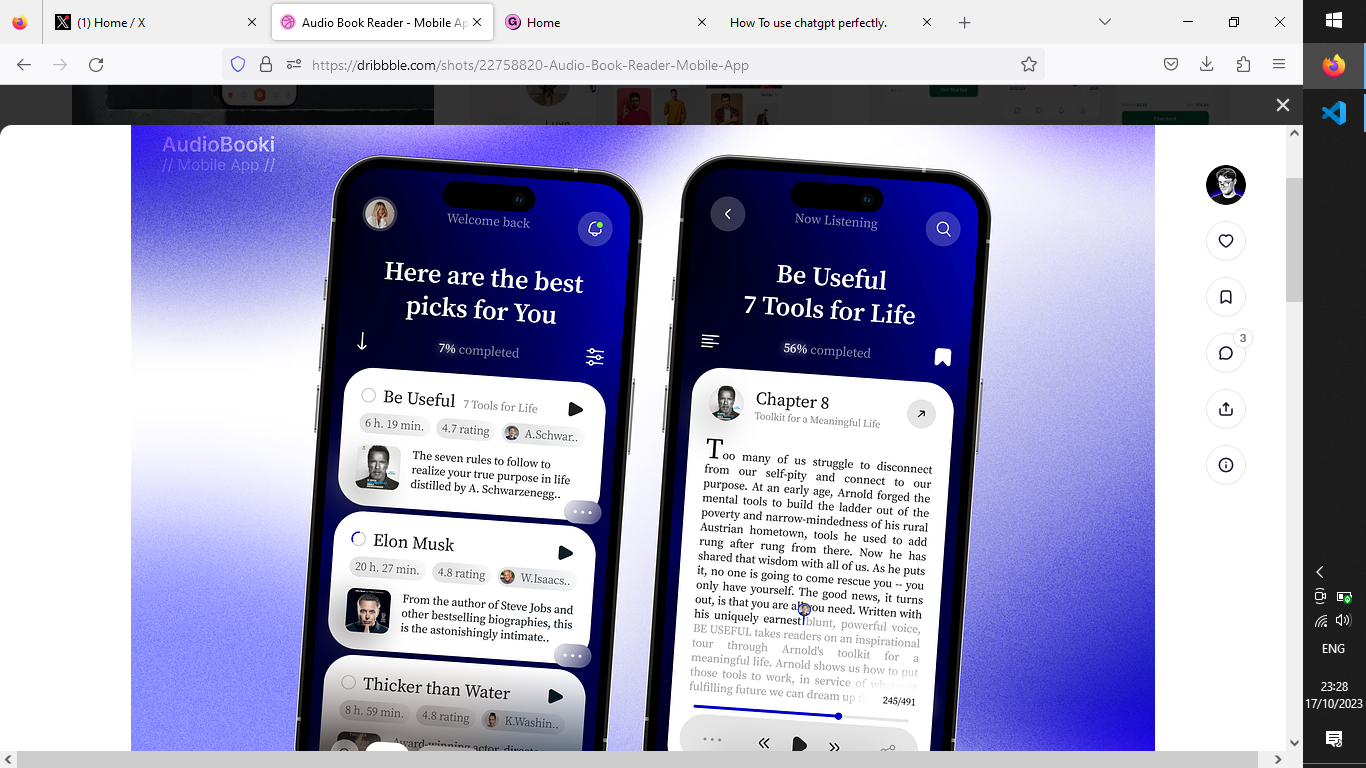 (1) Home / X
Audio Book Reader - Mobile Ap
Home
How To use chatgpt perfectly.
https://dribbble.com/shots/22758820-Audio-Book-Reader-Mobile-App
AudioBooki
// Mobile App //
Welcome back
Here are the best
picks for You
7% completed
Be Useful 7 Tools for Life
6 h. 19 min. 4.7 rating A.Schwar..
The seven rules to follow to
realize your true purpose in life
distilled by A. Schwarzenegg..
Elon Musk
20 h. 27 min. 4.8 rating W.Isaacs..
From the author of Steve Jobs and
other bestselling biographies, this
is the astonishingly intimate..
Thicker than Water
8 h. 59 min. 4.8 rating K.Washin..
Award-winning actor, director
Now Listening
Be Useful
7 Tools for Life
56% completed
Chapter 8
Toolkit for a Meaningful Life
Too many of us struggle to disconnect
from our self-pity and connect to our
purpose. At an early age, Arnold forged the
mental tools to build the ladder out of the
poverty and narrow-mindedness of his rural
Austrian hometown, tools he used to add
rung after rung from there. Now he has
shared that wisdom with all of us. As he puts
it, no one is going to come rescue you -- you
only have yourself. The good news, it turns
out, is that you are all you need. Written with
his uniquely earnest blunt, powerful voice,
BE USEFUL takes readers on an inspirational
tour through Arnold's toolkit for a
meaningful life. Arnold shows us how to put
those tools to work, in service of whatever
fulfilling future we can dream up
245/491
3
ENG
23:28
17/10/2023